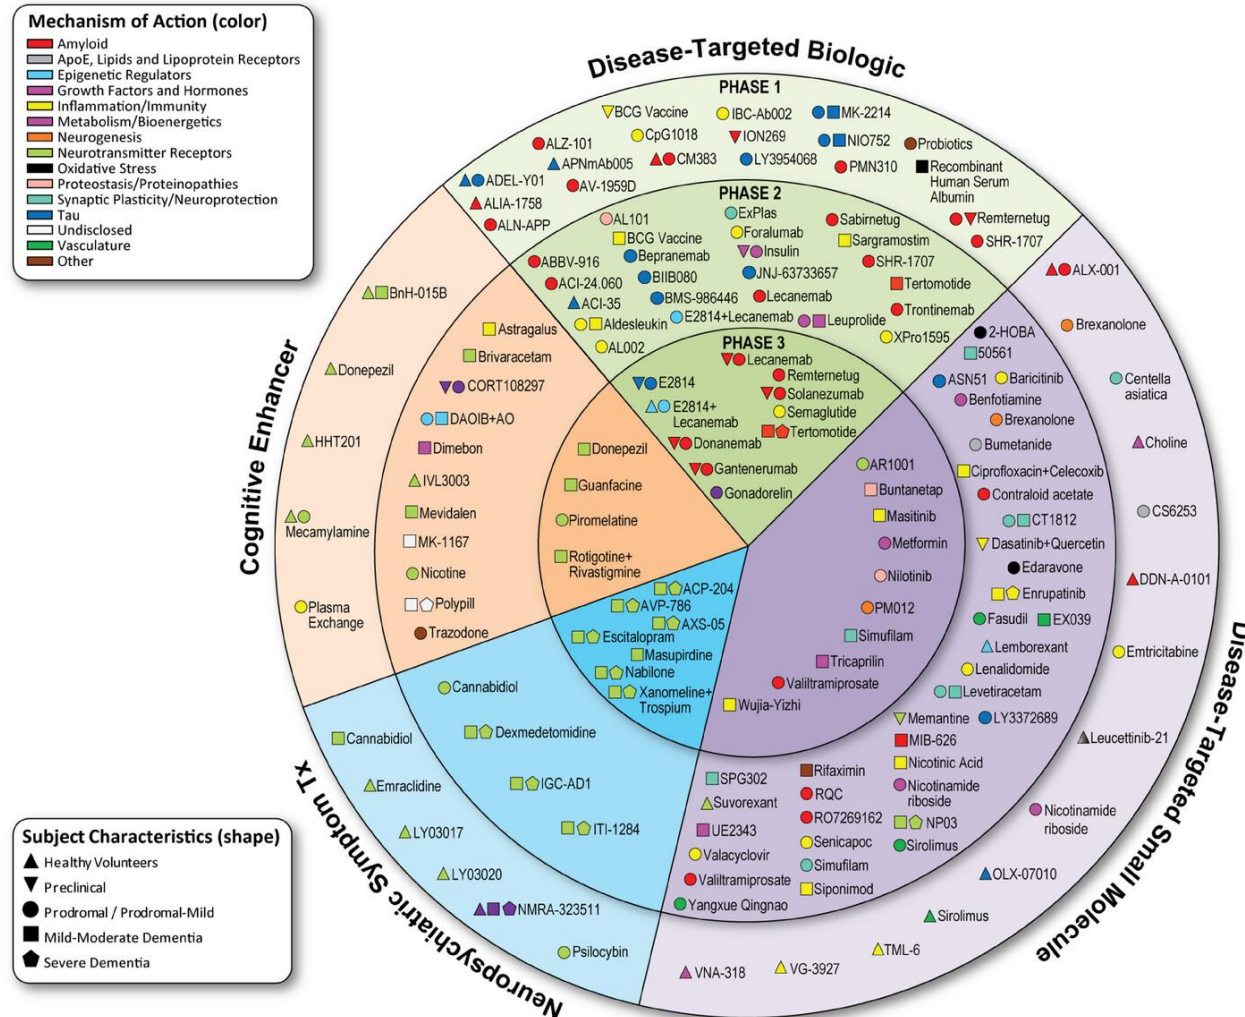 Mechanism of Action (color)
Amyloid
ApoE, Lipids and Lipoprotein Receptors
Epigenetic Regulators
Growth Factors and Hormones
Inflammation/Immunity
Metabolism/Bioenergetics
Neurogenesis
Neurotransmitter Receptors
Oxidative Stress
Proteostasis/Proteinopathies
Synaptic Plasticity/Neuroprotection
Tau
Undisclosed
Vasculature
Other
Disease-Targeted Biologic
PHASE 1
BCG Vaccine
IBC-Ab002
MK-2214
ALZ-101
CpG1018
ION269
NIO752
Probiotics
APNmAb005
CM383
LY3954068
PMN310
Recombinant
Human Serum
Albumin
ADEL-Y01
AV-1959D
ALIA-1758
ALN-APP
Remternetug
SHR-1707
PHASE 2
AL101
ExPlas
Sabirnetug
BCG Vaccine
Foralumab
Sargramostim
Bepranemab
Insulin
ABBV-916
SHR-1707
BIIB080
JNJ-63733657
ACI-24.060
Tertomotide
BMS-986446
Lecanemab
ACI-35
Trontinemab
Aldesleukin
E2814+Lecanemab
Leuprolide
AL002
XPro1595
PHASE 3
Lecanemab
Remternetug
E2814
Solanezumab
E2814+
Lecanemab
Semaglutide
Tertomotide
Donanemab
Gantenerumab
Gonadorelin
Cognitive Enhancer
BnH-015B
Donepezil
HHT201
Mecamylamine
Plasma
Exchange
Astragalus
Brivaracetam
CORT108297
DAOIB+AO
Dimebon
IVL3003
Mevidalen
MK-1167
Nicotine
Polypill
Trazodone
Donepezil
Guanfacine
Piromelatine
Rotigotine+
Rivastigmine
Neuropsychiatric Symptom Tx
ACP-204
AVP-786
AXS-05
Escitalopram
Masupirdine
Nabilone
Xanomeline+
Trospium
Cannabidiol
Dexmedetomidine
IGC-AD1
ITI-1284
Cannabidiol
Emraclidine
LY03017
LY03020
NMRA-323511
Psilocybin
Disease-Targeted Small Molecule
AR1001
Buntanetap
Masitinib
Metformin
Nilotinib
PM012
Simufilam
Tricaprilin
Valiltramiprosate
Wujia-Yizhi
2-HOBA
50561
ASN51
Baricitinib
Benfotiamine
Brexanolone
Bumetanide
Ciprofloxacin+Celecoxib
Contraloid acetate
CT1812
Dasatinib+Quercetin
Edaravone
Enrupatinib
Fasudil
EX039
Lemborexant
Lenalidomide
Levetiracetam
Memantine
LY3372689
MIB-626
Nicotinic Acid
Nicotinamide
riboside
NP03
Sirolimus
Rifaximin
RQC
RO7269162
Senicapoc
Simufilam
Siponimod
SPG302
Suvorexant
UE2343
Valacyclovir
Valiltramiprosate
Yangxue Qingnao
ALX-001
Brexanolone
Centella
asiatica
Choline
CS6253
DDN-A-0101
Emtricitabine
Leucettinib-21
Nicotinamide
riboside
OLX-07010
Sirolimus
TML-6
VG-3927
VNA-318
Subject Characteristics (shape)
Healthy Volunteers
Preclinical
Prodromal / Prodromal-Mild
Mild-Moderate Dementia
Severe Dementia